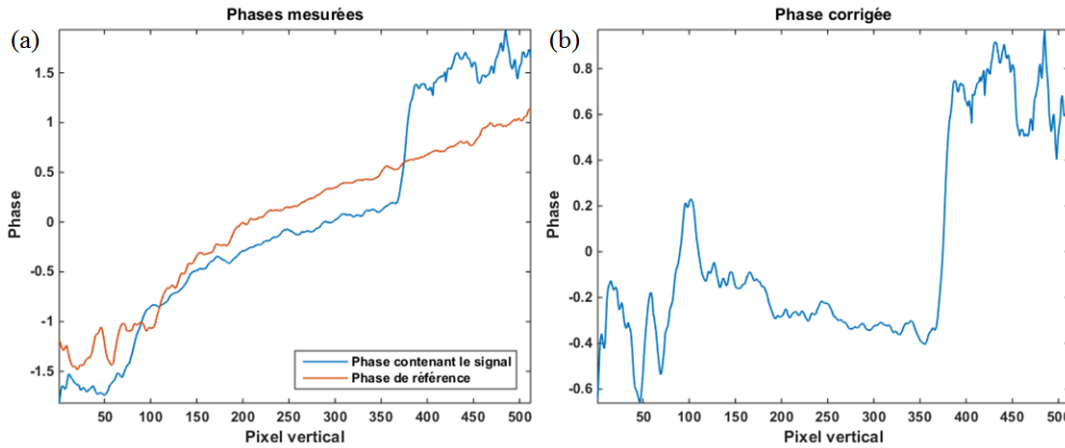 (a)
Phases mesurées
Phase
1.5
1
0.5
0
-0.5
-1
-1.5
50 100 150 200 250 300 350 400 450 500
Pixel vertical
Phase contenant le signal
Phase de référence
(b)
Phase corrigée
Phase
0.8
0.6
0.4
0.2
0
-0.2
-0.4
-0.6
50 100 150 200 250 300 350 400 450 500
Pixel vertical